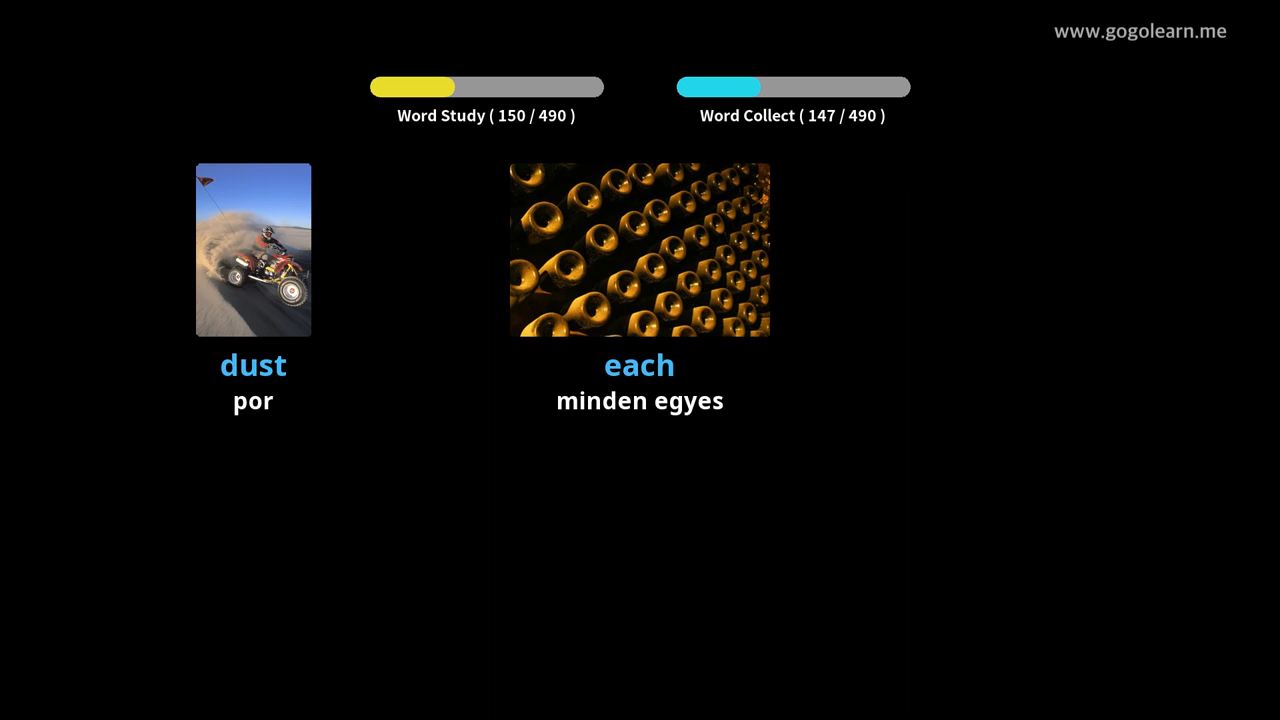 www.gogolearn.me
Word Study ( 150 / 490 )
Word Collect ( 147 / 490 )
dust
por
each
minden egyes